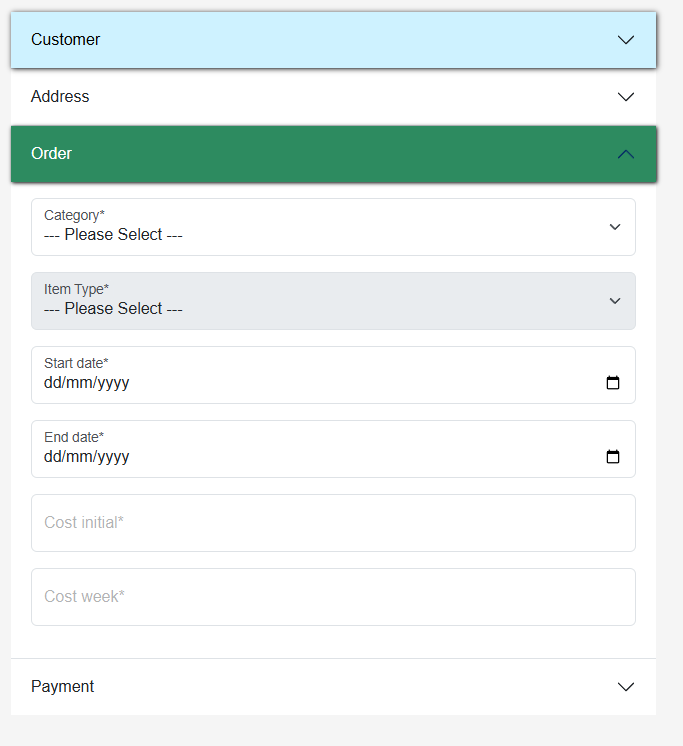 Customer
Address
Order
Category*
--- Please Select ---
Item Type*
--- Please Select ---
Start date*
dd/mm/yyyy
End date*
dd/mm/yyyy
Cost initial*
Cost week*
Payment